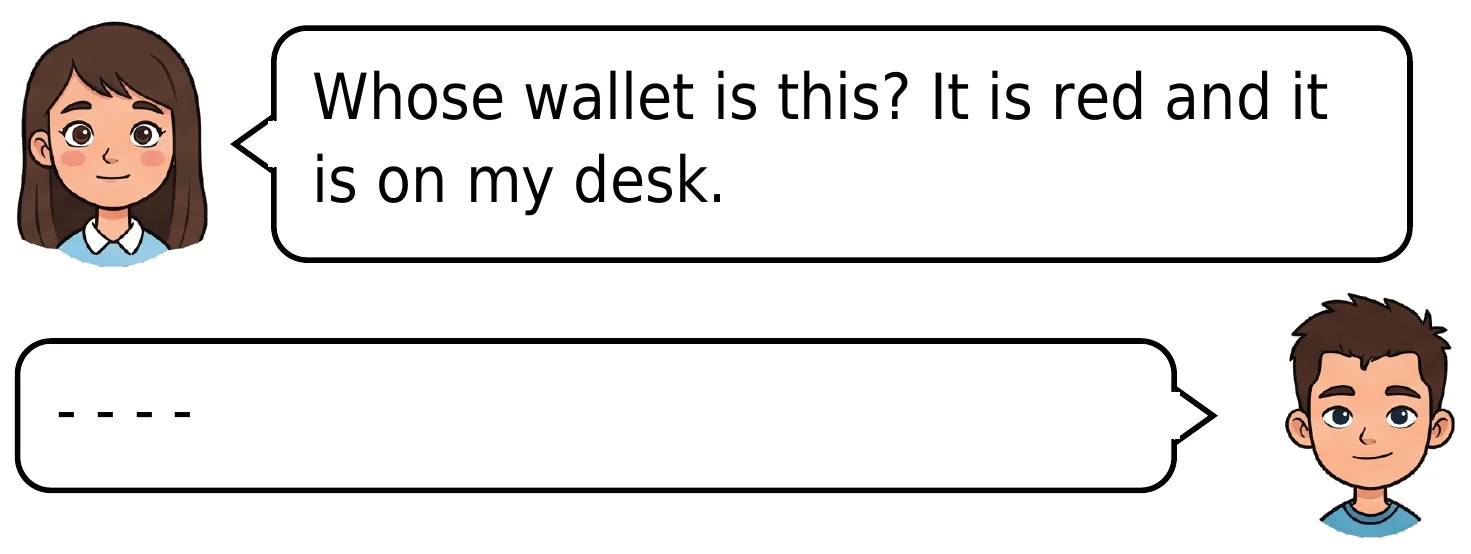 Whose wallet is this? It is red and it
is on my desk.
- - - -